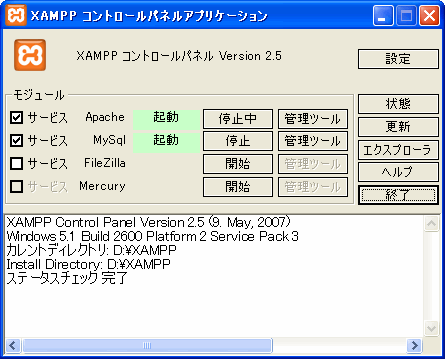 XAMPP コントロールパネルアプリケーション
XAMPP コントロールパネル Version 2.5
設定
モジュール
サービス Apache 起動 停止中 管理ツール
サービス MySql 起動 停止 管理ツール
サービス FileZilla 開始 管理ツール
サービス Mercury 開始 管理ツール
状態
更新
エクスプローラ
ヘルプ
終了
XAMPP Control Panel Version 2.5 (9. May, 2007)
Windows 5.1 Build 2600 Platform 2 Service Pack 3
カレントディレクトリ: D:¥XAMPP
Install Directory: D:¥XAMPP
ステータスチェック 完了